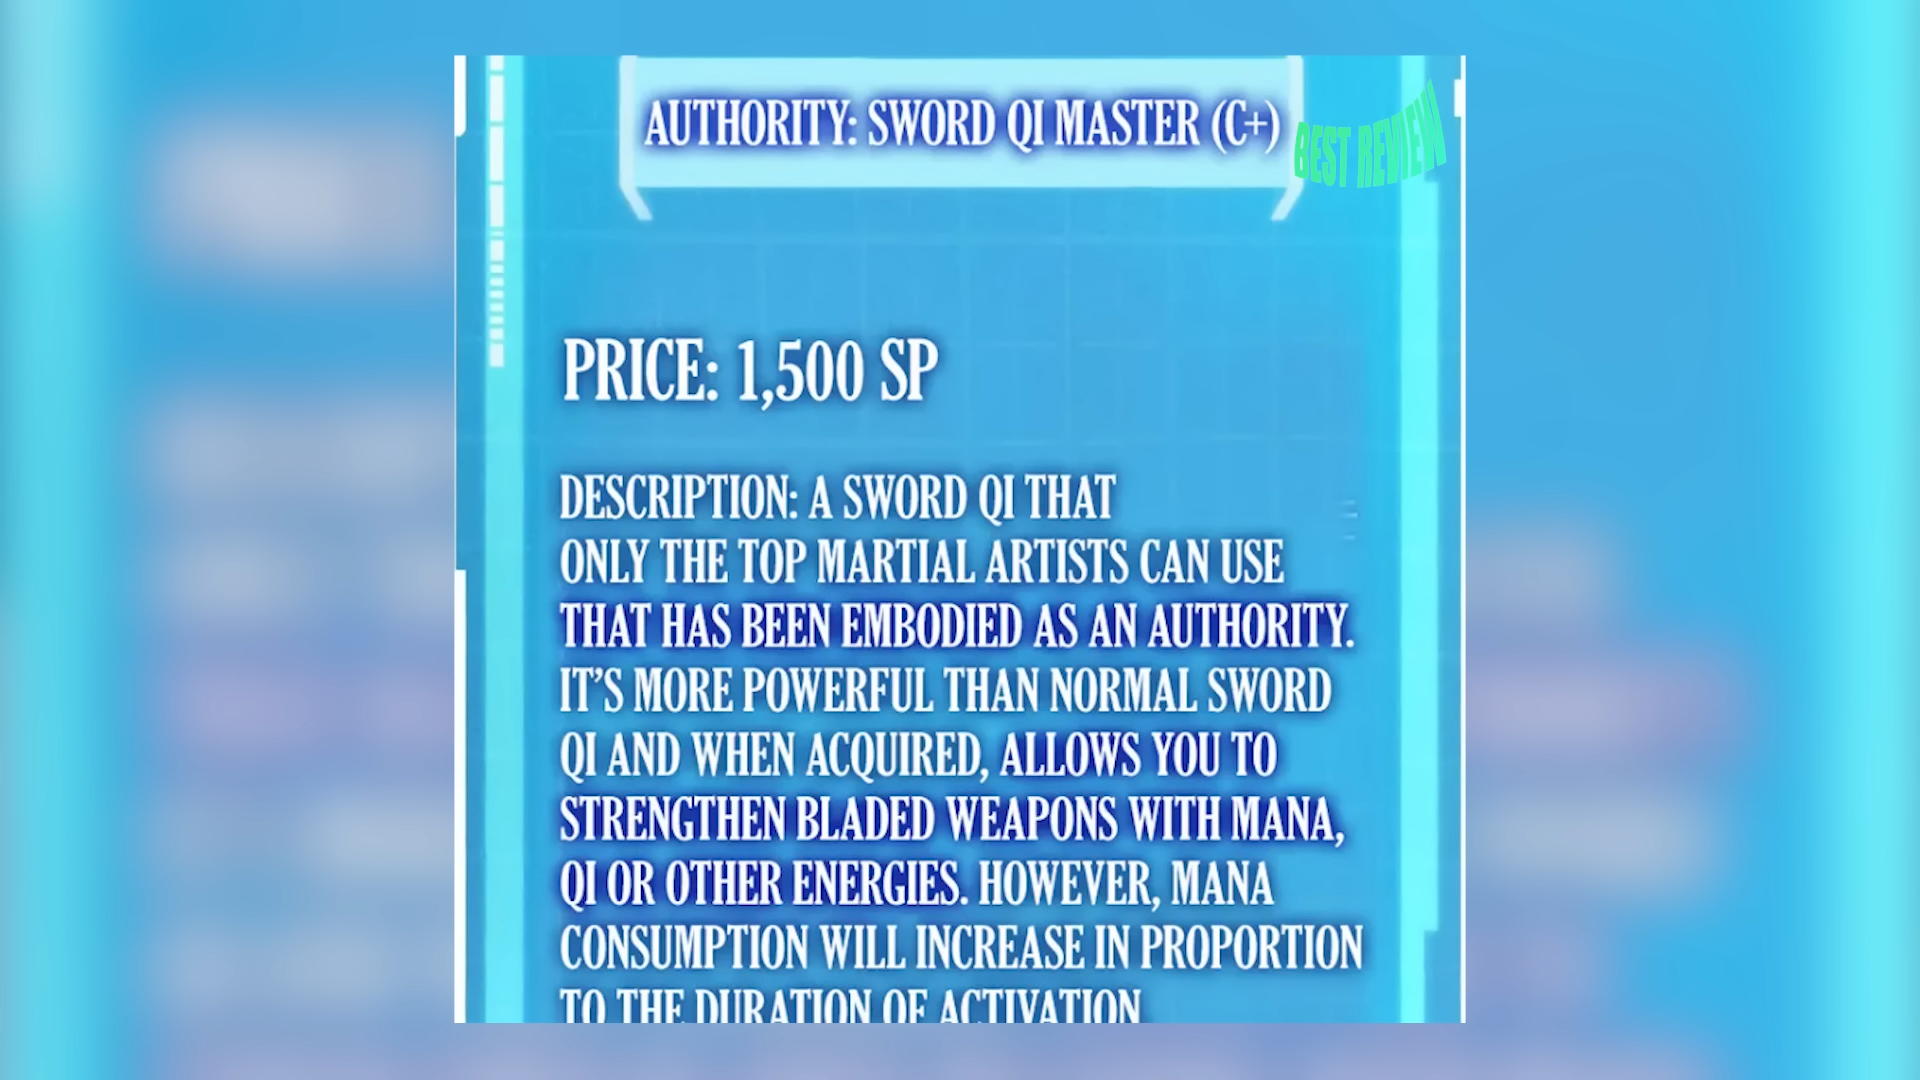 AUTHORITY: SWORD QI MASTER (C+)
BEST REVIEW
PRICE: 1,500 SP
DESCRIPTION: A SWORD QI THAT
ONLY THE TOP MARTIAL ARTISTS CAN USE
THAT HAS BEEN EMBODIED AS AN AUTHORITY.
IT'S MORE POWERFUL THAN NORMAL SWORD
QI AND WHEN ACQUIRED, ALLOWS YOU TO
STRENGTHEN BLADED WEAPONS WITH MANA,
QI OR OTHER ENERGIES. HOWEVER, MANA
CONSUMPTION WILL INCREASE IN PROPORTION
TO THE DURATION OF ACTIVATION